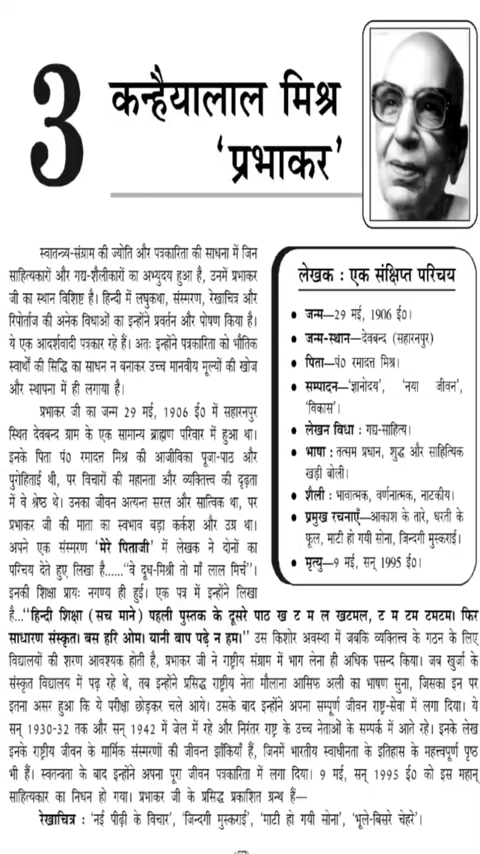 3
कन्हैयालाल मिश्र
‘प्रभाकर’
स्वातन्त्र्य-संग्राम की ज्योति और पत्रकारिता की साधना में जिन
साहित्यकारों और गद्य-शैलीकारों का अभ्युदय हुआ है, उनमें प्रभाकर
जी का स्थान विशिष्ट है। हिन्दी में लघुकथा, संस्मरण, रेखाचित्र और
रिपोर्ताज की अनेक विधाओं का इन्होंने प्रवर्तन और पोषण किया है।
ये एक आदर्शवादी पत्रकार रहे हैं। अतः इन्होंने पत्रकारिता को भौतिक
स्वार्थों की सिद्धि का साधन न बनाकर उच्च मानवीय मूल्यों की खोज
और स्थापना में ही लगाया है।
प्रभाकर जी का जन्म 29 मई, 1906 ई० में सहारनपुर
स्थित देवबन्द ग्राम के एक सामान्य ब्राह्मण परिवार में हुआ था।
इनके पिता पं० रमादत्त मिश्र की आजीविका पूजा-पाठ और
पुरोहिताई थी, पर विचारों की महानता और व्यक्तित्व की दृढ़ता
में वे श्रेष्ठ थे। उनका जीवन अत्यन्त सरल और सात्विक था, पर
प्रभाकर जी की माता का स्वभाव बड़ा कर्कश और उग्र था।
अपने एक संस्मरण ‘मेरे पिताजी’ में लेखक ने दोनों का
परिचय देते हुए लिखा है......‘‘वे दूध-मिश्री तो माँ लाल मिर्च’’।
इनकी शिक्षा प्रायः नगण्य ही हुई। एक पत्र में इन्होंने लिखा
है...‘‘हिन्दी शिक्षा (सच माने) पहली पुस्तक के दूसरे पाठ ख ट म ल खटमल, ट म टम टमटम। फिर
साधारण संस्कृत। बस हरि ओम। यानी बाप पढ़े न हम।’’ उस किशोर अवस्था में जबकि व्यक्तित्व के गठन के लिए
विद्यालयों की शरण आवश्यक होती है, प्रभाकर जी ने राष्ट्रीय संग्राम में भाग लेना ही अधिक पसन्द किया। जब खुर्जा के
संस्कृत विद्यालय में पढ़ रहे थे, तब इन्होंने प्रसिद्ध राष्ट्रीय नेता मौलाना आसिफ अली का भाषण सुना, जिसका इन पर
इतना असर हुआ कि ये परीक्षा छोड़कर चले आये। उसके बाद इन्होंने अपना सम्पूर्ण जीवन राष्ट्र-सेवा में लगा दिया। ये
सन् 1930-32 तक और सन् 1942 में जेल में रहे और निरंतर राष्ट्र के उच्च नेताओं के सम्पर्क में आते रहे। इनके लेख
इनके राष्ट्रीय जीवन के मार्मिक संस्मरणों की जीवन्त झाँकियाँ हैं, जिनमें भारतीय स्वाधीनता के इतिहास के महत्त्वपूर्ण पृष्ठ
भी हैं। स्वतन्त्रता के बाद इन्होंने अपना पूरा जीवन पत्रकारिता में लगा दिया। 9 मई, सन् 1995 ई० को इस महान्
साहित्यकार का निधन हो गया। प्रभाकर जी के प्रसिद्ध प्रकाशित ग्रन्थ हैं—
रेखाचित्र : ‘नई पीढ़ी के विचार’, ‘जिन्दगी मुस्कराई’, ‘माटी हो गयी सोना’, ‘भूले-बिसरे चेहरे’।
लेखक : एक संक्षिप्त परिचय
• जन्म—29 मई, 1906 ई०।
• जन्म-स्थान—देवबन्द (सहारनपुर)
• पिता—पं० रमादत्त मिश्र।
• सम्पादन—‘ज्ञानोदय’, ‘नया जीवन’,
‘विकास’।
• लेखन विधा : गद्य-साहित्य।
• भाषा : तत्सम प्रधान, शुद्ध और साहित्यिक
खड़ी बोली।
• शैली : भावात्मक, वर्णनात्मक, नाटकीय।
• प्रमुख रचनाएँ—आकाश के तारे, धरती के
फूल, माटी हो गयी सोना, जिन्दगी मुस्कराई।
• मृत्यु—9 मई, सन् 1995 ई०।